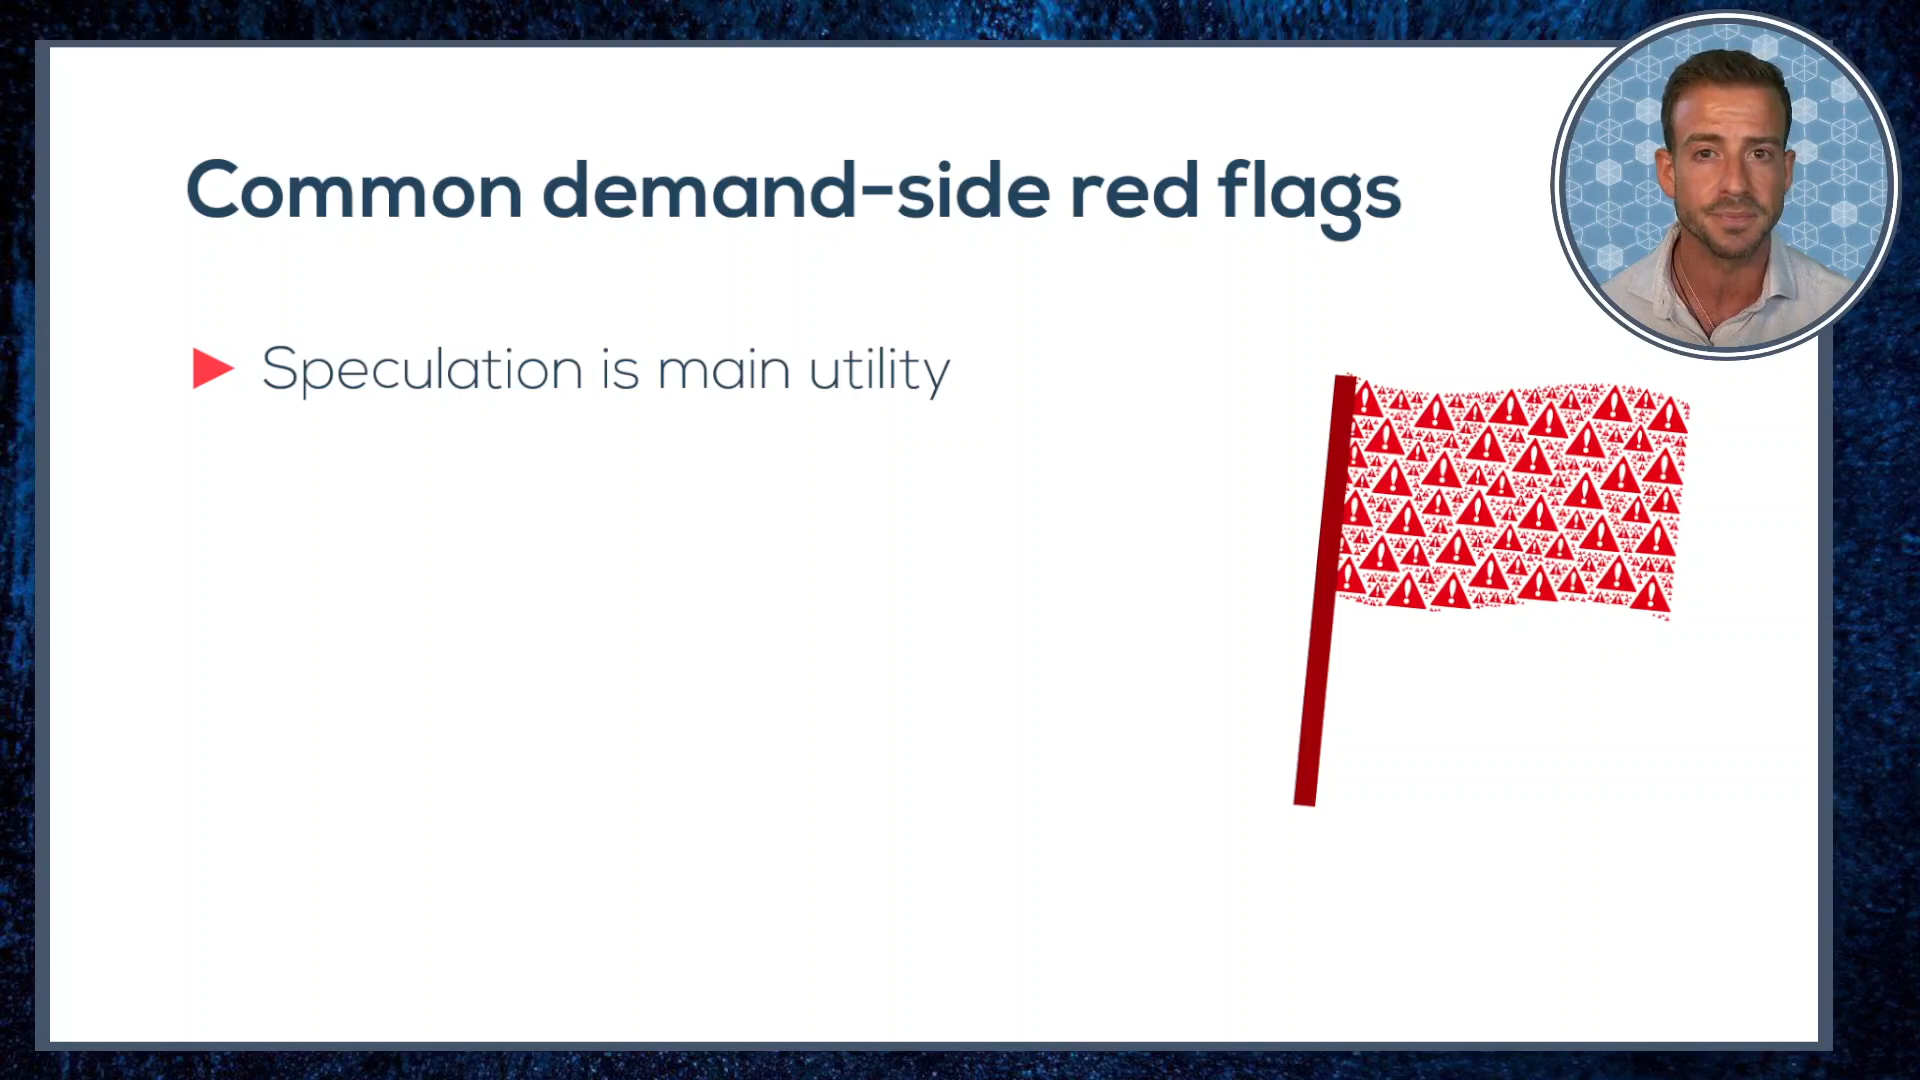 Common demand-side red flags
Speculation is main utility